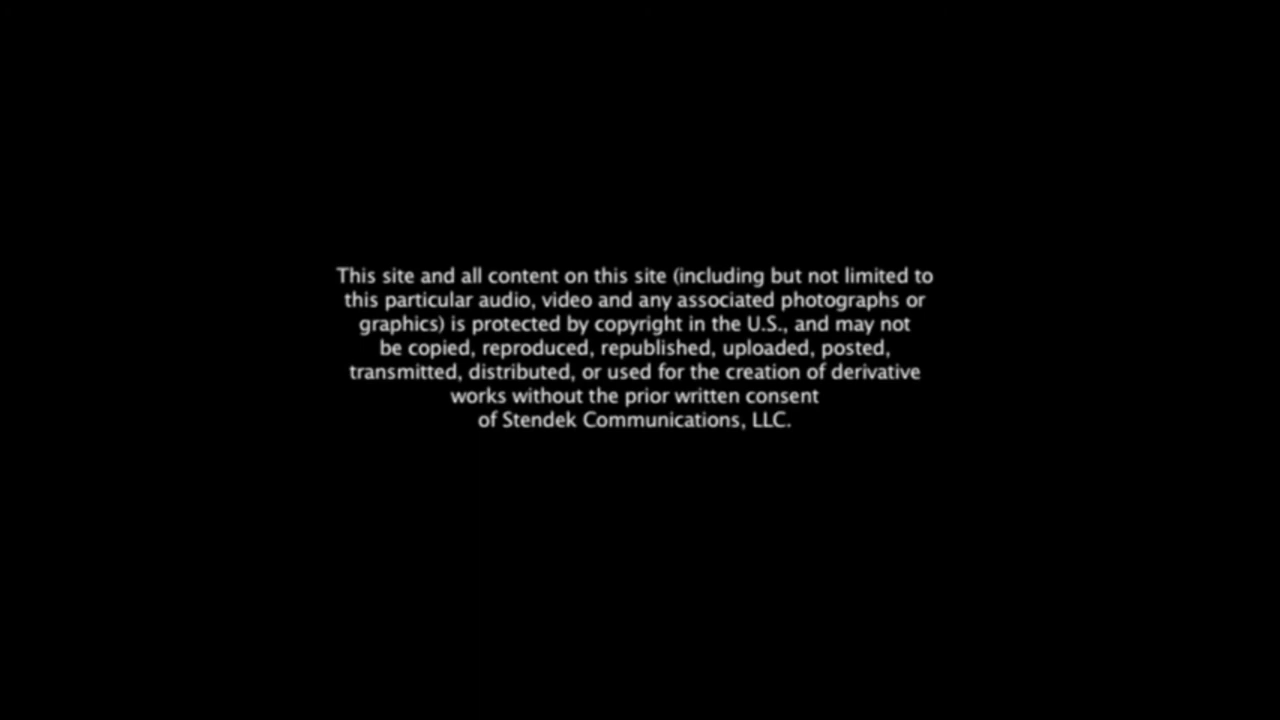 This site and all content on this site (including but not limited to
this particular audio, video and any associated photographs or
graphics) is protected by copyright in the U.S., and may not
be copied, reproduced, republished, uploaded, posted,
transmitted, distributed, or used for the creation of derivative
works without the prior written consent
of Stendek Communications, LLC.